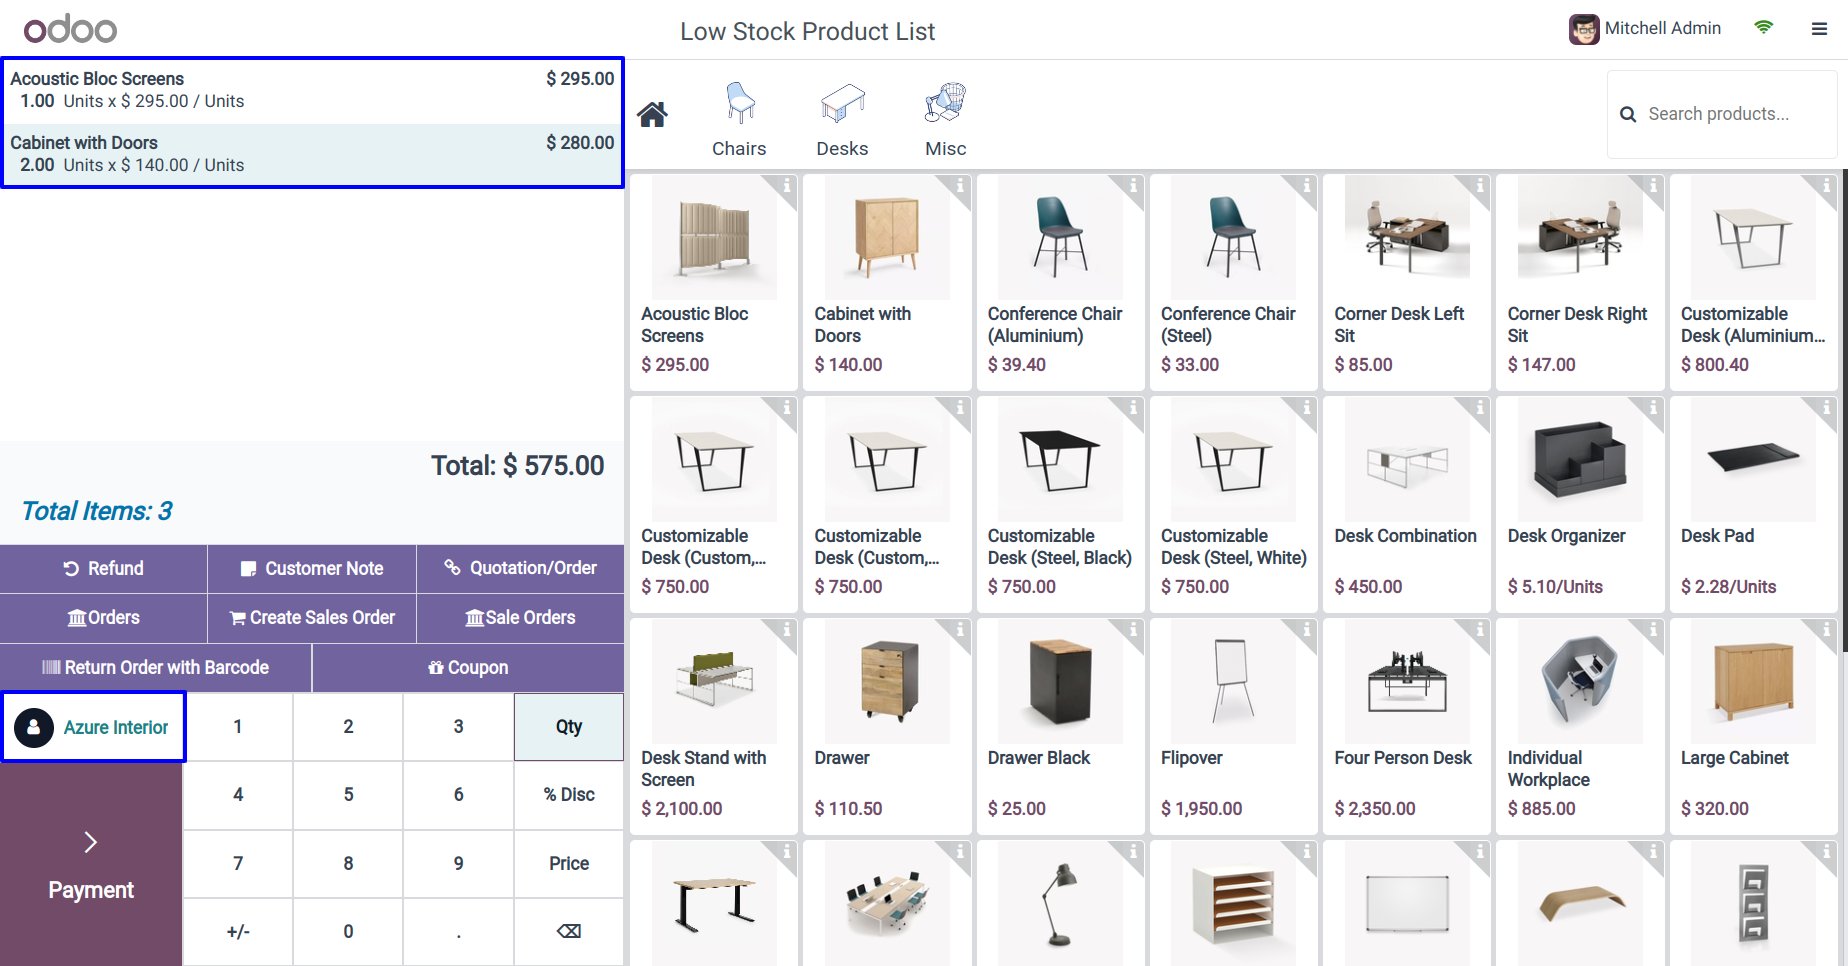 odoo
Low Stock Product List
Mitchell Admin
Acoustic Bloc Screens $ 295.00
1.00 Units x $ 295.00 / Units
Cabinet with Doors $ 280.00
2.00 Units x $ 140.00 / Units
Total: $ 575.00
Total Items: 3
Refund Customer Note Quotation/Order
Orders Create Sales Order Sale Orders
Return Order with Barcode Coupon
Azure Interior 1 2 3 Qty
4 5 6 % Disc
7 8 9 Price
Payment
+/- 0 .
Chairs Desks Misc
Search products...
Acoustic Bloc Screens
$ 295.00
Cabinet with Doors
$ 140.00
Conference Chair (Aluminium)
$ 39.40
Conference Chair (Steel)
$ 33.00
Corner Desk Left Sit
$ 85.00
Corner Desk Right Sit
$ 147.00
Customizable Desk (Aluminium...
$ 800.40
Customizable Desk (Custom,...
$ 750.00
Customizable Desk (Custom,...
$ 750.00
Customizable Desk (Steel, Black)
$ 750.00
Customizable Desk (Steel, White)
$ 750.00
Desk Combination
$ 450.00
Desk Organizer
$ 5.10/Units
Desk Pad
$ 2.28/Units
Desk Stand with Screen
$ 2,100.00
Drawer
$ 110.50
Drawer Black
$ 25.00
Flipover
$ 1,950.00
Four Person Desk
$ 2,350.00
Individual Workplace
$ 885.00
Large Cabinet
$ 320.00